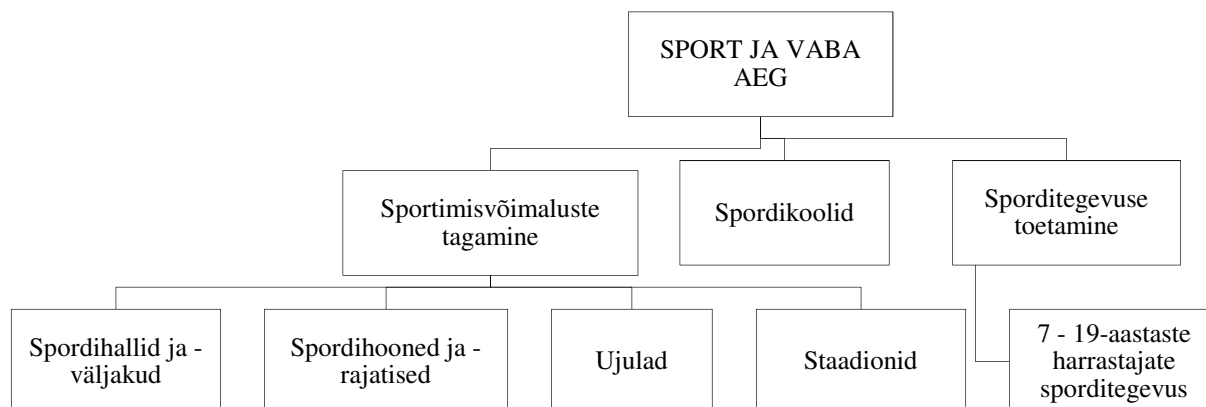 SPORT JA VABA
AEG
Sportimisvõimaluste
tagamine
Spordikoolid
Sporditegevuse
toetamine
Spordihallid ja -
väljakud
Spordihooned ja -
rajatised
Ujulad
Staadionid
7 - 19-aastaste
harrastajate
sporditegevus